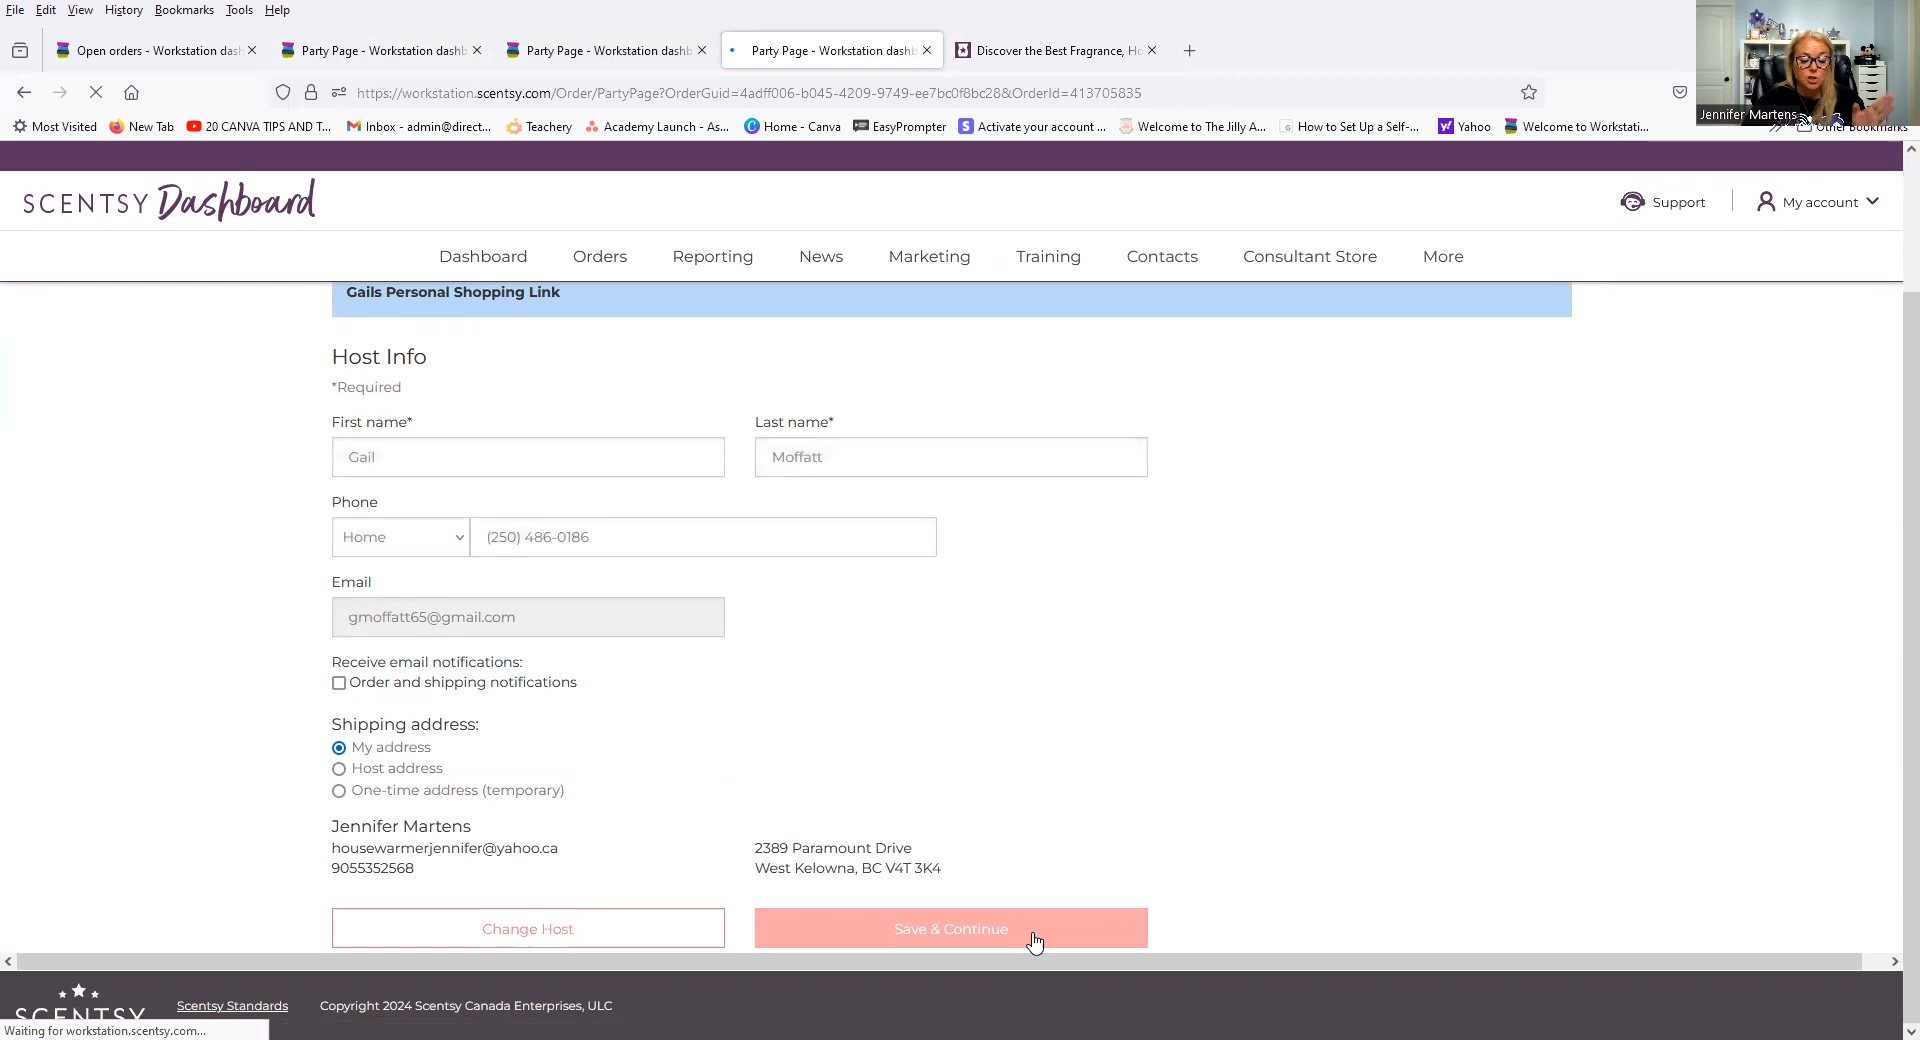 File Edit View History Bookmarks Tools Help
Open orders - Workstation dash
Party Page - Workstation dashb
Party Page - Workstation dashb
Party Page - Workstation dashb
Discover the Best Fragrance, Ho
https://workstation.scentsy.com/Order/PartyPage?OrderGuid=4adff006-b045-4209-9749-ee7bc0f8bc28&OrderId=413705835
Most Visited New Tab 20 CANVA TIPS AND T... Inbox - admin@direct... Teachery Academy Launch - As... Home - Canva EasyPrompter Activate your account ... Welcome to The Jilly A... How to Set Up a Self-... Yahoo Welcome to Workstati... Other Bookmarks
Jennifer Martens
SCENTSY Dashboard
Support
My account
Dashboard Orders Reporting News Marketing Training Contacts Consultant Store More
Gails Personal Shopping Link
Host Info
*Required
First name* Last name*
Gail Moffatt
Phone
Home (250) 486-0186
Email
gmoffatt65@gmail.com
Receive email notifications:
Order and shipping notifications
Shipping address:
My address
Host address
One-time address (temporary)
Jennifer Martens
housewarmerjennifer@yahoo.ca 2389 Paramount Drive
9055352568 West Kelowna, BC V4T 3K4
Change Host Save & Continue
SCENTSY Scentsy Standards Copyright 2024 Scentsy Canada Enterprises, ULC
Waiting for workstation.scentsy.com...